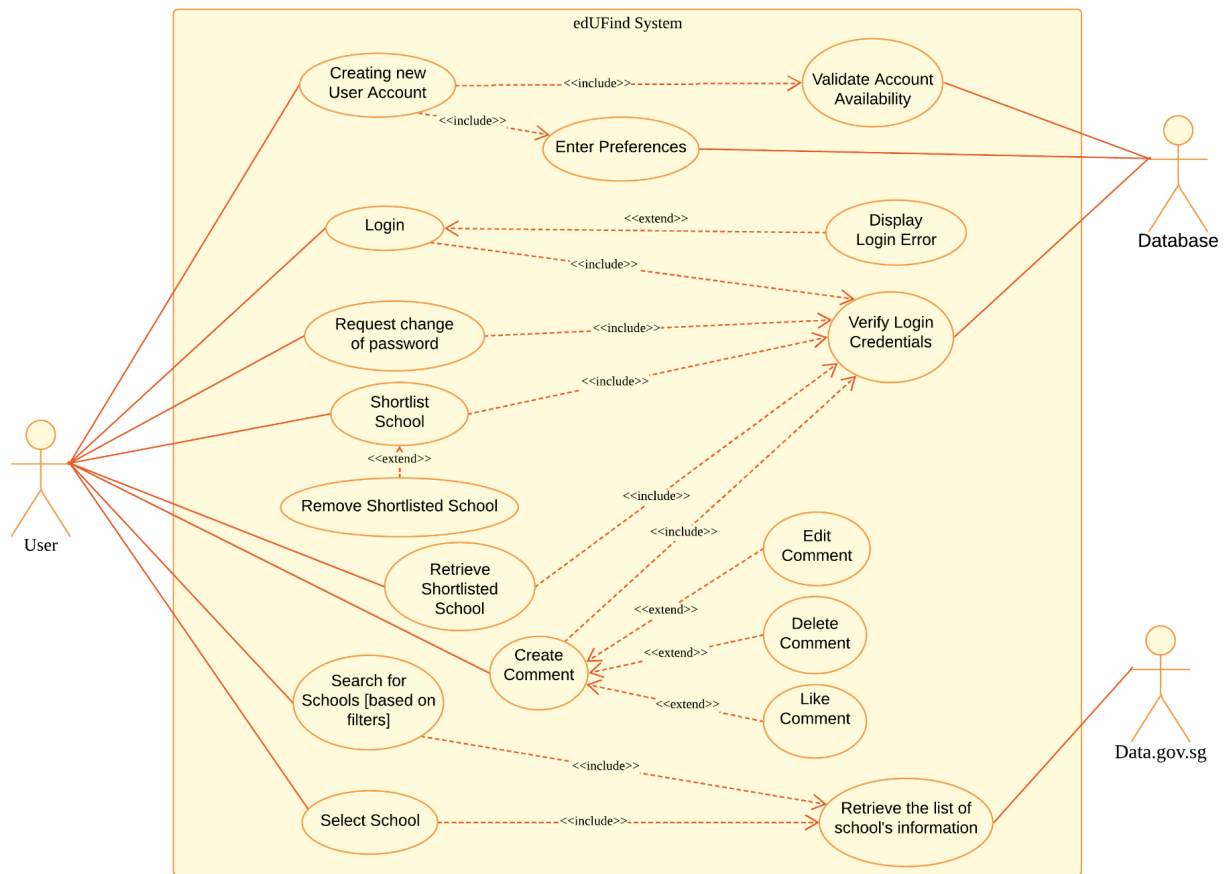 edUFind System
Creating new
User Account
<<include>>
Validate Account
Availability
<<include>>
Enter Preferences
Database
Login
<<extend>>
Display
Login Error
<<include>>
Request change
of password
<<include>>
Verify Login
Credentials
Shortlist
School
<<include>>
<<extend>>
Remove Shortlisted School
User
<<include>>
<<include>>
Retrieve
Shortlisted
School
Edit
Comment
<<extend>>
Create
Comment
<<extend>>
Delete
Comment
<<extend>>
Like
Comment
Search for
Schools [based on
filters]
<<include>>
Data.gov.sg
Select School
<<include>>
Retrieve the list of
school's information